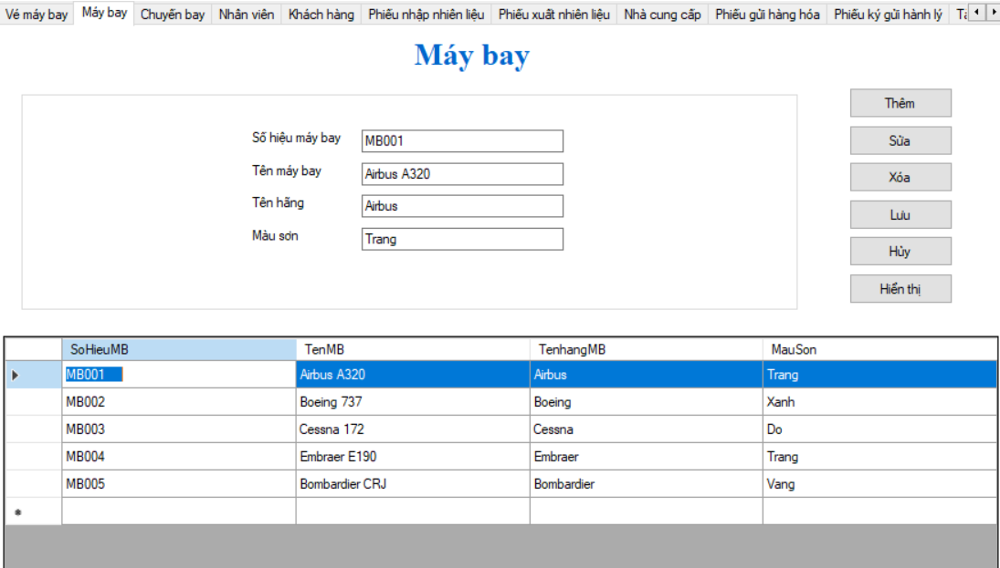 Vé máy bay Máy bay Chuyến bay Nhân viên Khách hàng Phiếu nhập nhiên liệu Phiếu xuất nhiên liệu Nhà cung cấp Phiếu gửi hàng hóa Phiếu ký gửi hành lý
Máy bay
Thêm
Số hiệu máy bay MB001
Sửa
Tên máy bay Airbus A320
Xóa
Tên hãng Airbus
Lưu
Màu sơn Trang
Hủy
Hiển thị
SoHieuMB TenMB TenhangMB MauSon
MB001 Airbus A320 Airbus Trang
MB002 Boeing 737 Boeing Xanh
MB003 Cessna 172 Cessna Do
MB004 Embraer E190 Embraer Trang
MB005 Bombardier CRJ Bombardier Vang